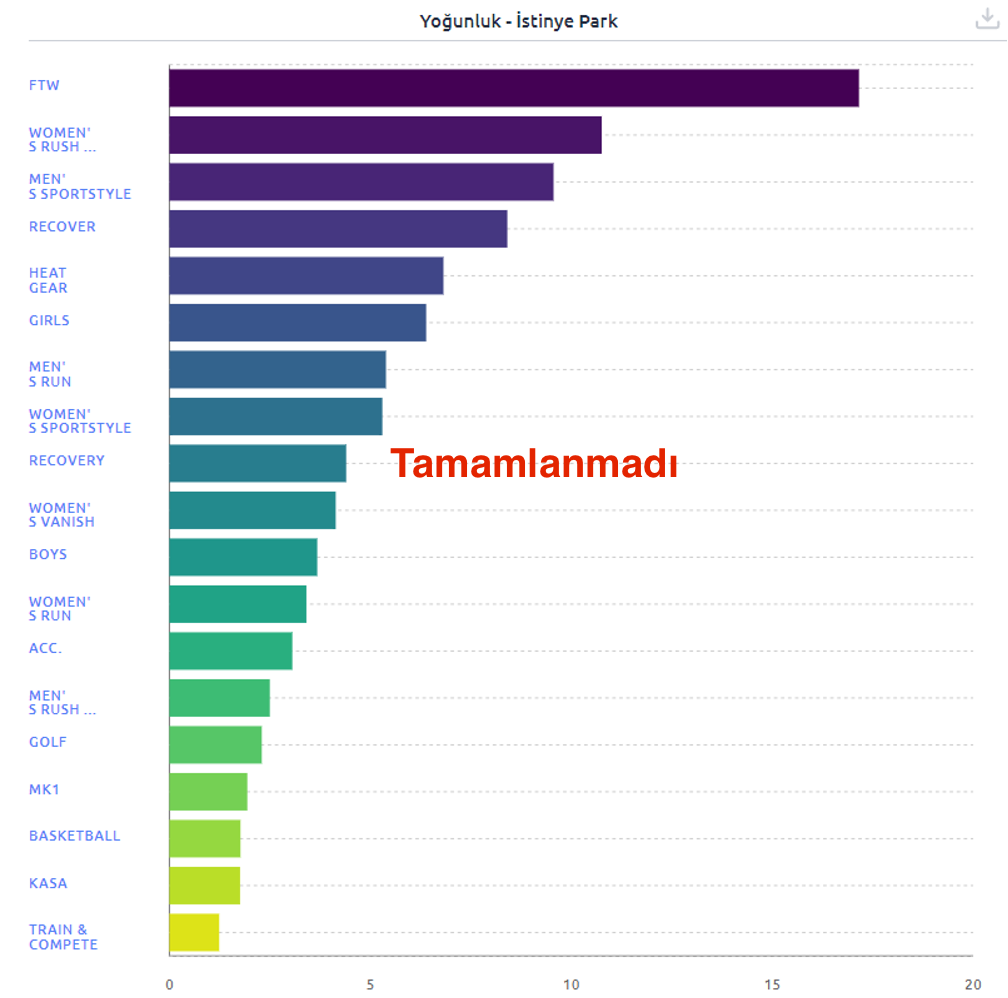 Yoğunluk - İstinye Park
FTW
WOMEN'
S RUSH ...
MEN'
S SPORTSTYLE
RECOVER
HEAT
GEAR
GIRLS
MEN'
S RUN
WOMEN'
S SPORTSTYLE
RECOVERY
Tamamlanmadı
WOMEN'
S VANISH
BOYS
WOMEN'
S RUN
ACC.
MEN'
S RUSH ...
GOLF
MK1
BASKETBALL
KASA
TRAIN &
COMPETE
0 5 10 15 20